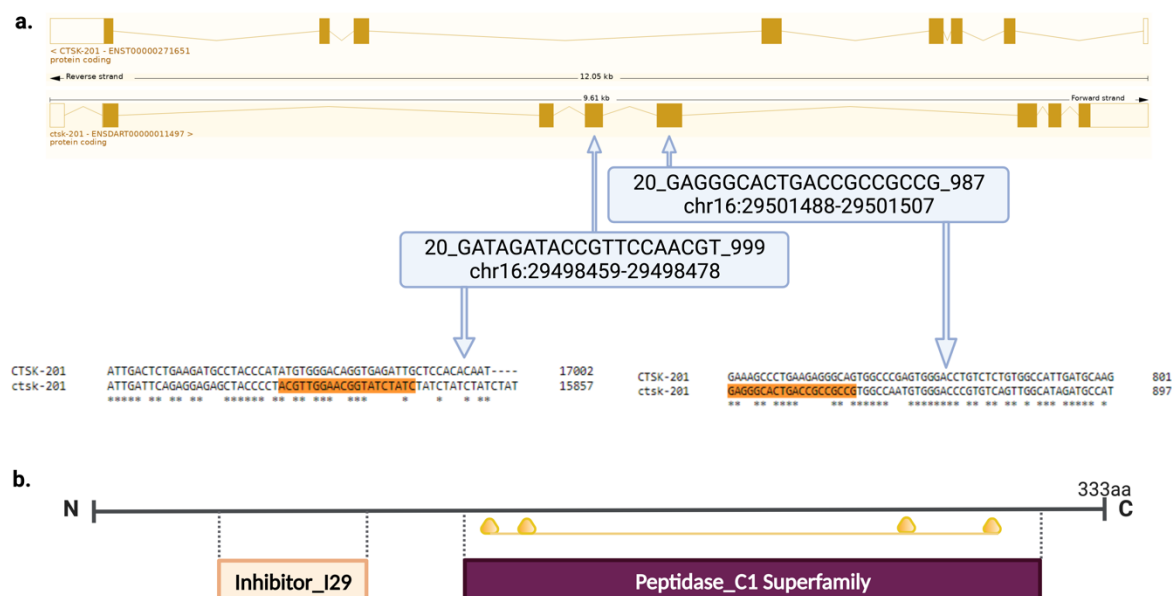 a.
< CTSK-201 - ENST00000271651
protein coding
Reverse strand
12.05 kb
9.61 kb
Forward strand
ctsk-201 - ENSDART00000011497 >
protein coding
20_GAGGGCACTGACCGCCGCCG_987
chr16:29501488-29501507
20_GATAGATACCGTTCCAACGT_999
chr16:29498459-29498478
CTSK-201 ATTGACTCTGAAGATGCCTACCCATATGTGGGACAGGTGAGATTGCTCCACACAAT---- 17002
ctsk-201 ATTGATTCAGAGGAGAGCTACCCCTACGTTGGAACGGTATCTATCTATCTATCTATCTAT 15857
***** ** ** ** ****** ** ** ** *** *** * * * **
CTSK-201 GAAAGCCCTGAAGAGGGCAGTGGCCCGAGTGGGACCTGTCTCTGTGGCCATTGATGCAAG 801
ctsk-201 GAGGGCACTGACCGCCGCCGTGGCCAATGTGGGACCCGTGTCAGTTGGCATAGATGCCAT 897
** ** **** ** ****** ******** ** ** ** * *** ***** *
b.
N
333aa
C
Inhibitor_I29
Peptidase_C1 Superfamily